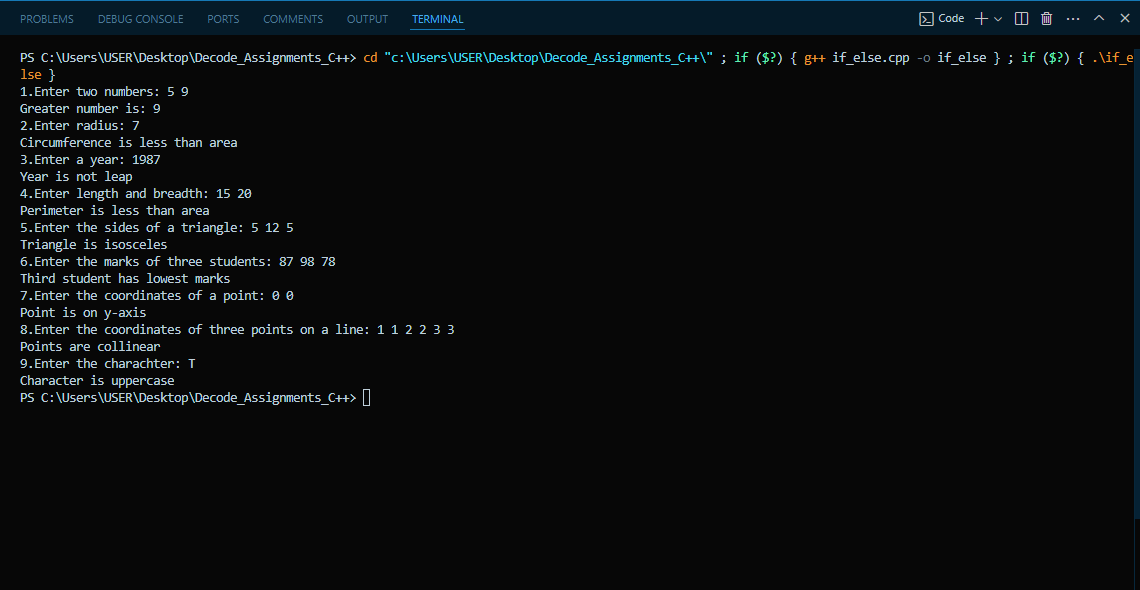 PROBLEMS DEBUG CONSOLE PORTS COMMENTS OUTPUT TERMINAL Code
PS C:\Users\USER\Desktop\Decode_Assignments_C++> cd "c:\Users\USER\Desktop\Decode_Assignments_C++\" ; if ($?) { g++ if_else.cpp -o if_else } ; if ($?) { .\if_e
lse }
1.Enter two numbers: 5 9
Greater number is: 9
2.Enter radius: 7
Circumference is less than area
3.Enter a year: 1987
Year is not leap
4.Enter length and breadth: 15 20
Perimeter is less than area
5.Enter the sides of a triangle: 5 12 5
Triangle is isosceles
6.Enter the marks of three students: 87 98 78
Third student has lowest marks
7.Enter the coordinates of a point: 0 0
Point is on y-axis
8.Enter the coordinates of three points on a line: 1 1 2 2 3 3
Points are collinear
9.Enter the charachter: T
Character is uppercase
PS C:\Users\USER\Desktop\Decode_Assignments_C++>